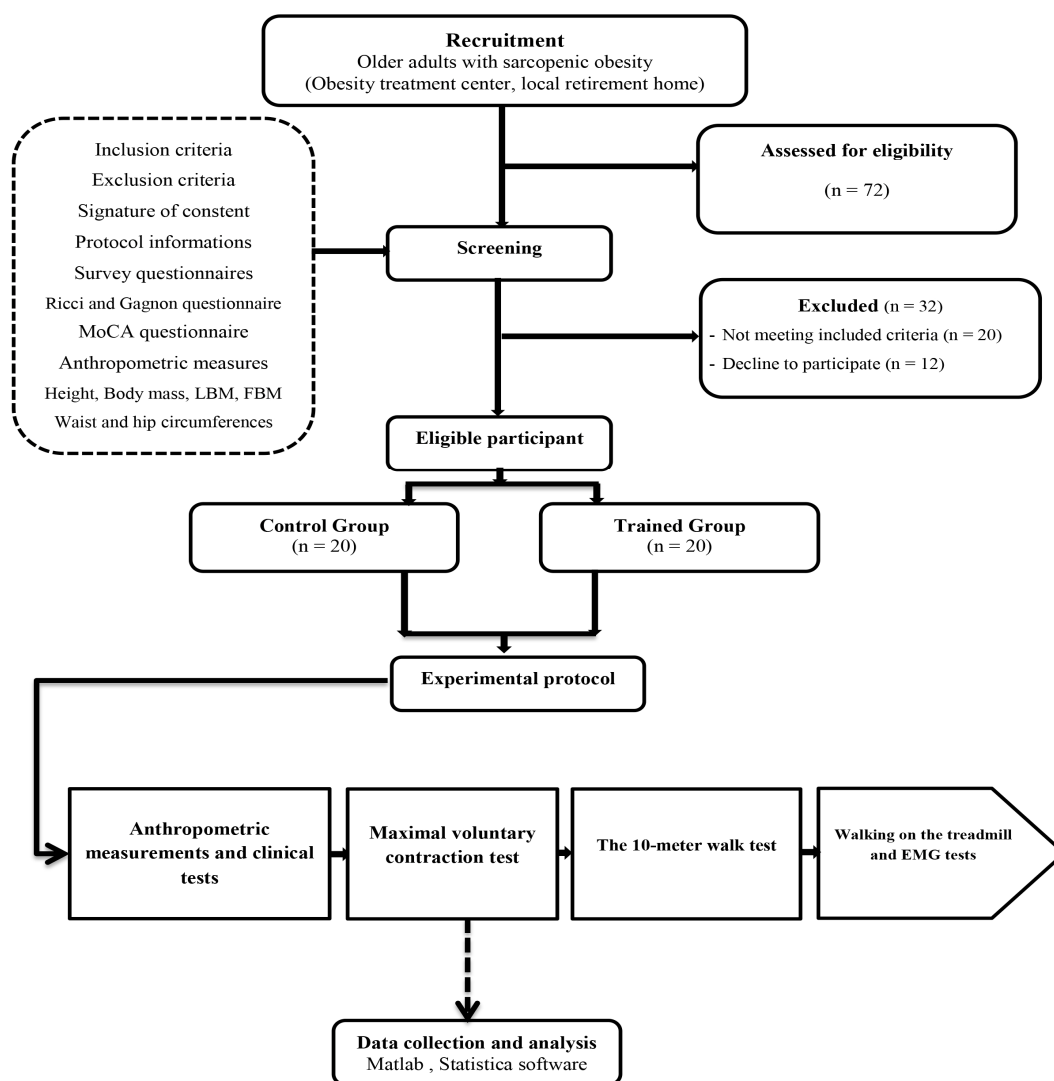 Recruitment
Older adults with sarcopenic obesity
(Obesity treatment center, local retirement home)
Assessed for eligibility
(n = 72)
Inclusion criteria
Exclusion criteria
Signature of constent
Protocol informations
Survey questionnaires
Ricci and Gagnon questionnaire
MoCA questionnaire
Anthropometric measures
Height, Body mass, LBM, FBM
Waist and hip circumferences
Screening
Excluded (n = 32)
- Not meeting included criteria (n = 20)
- Decline to participate (n = 12)
Eligible participant
Control Group
(n = 20)
Trained Group
(n = 20)
Experimental protocol
Anthropometric
measurements and clinical
tests
Maximal voluntary
contraction test
The 10-meter walk test
Walking on the treadmill
and EMG tests
Data collection and analysis
Matlab , Statistica software